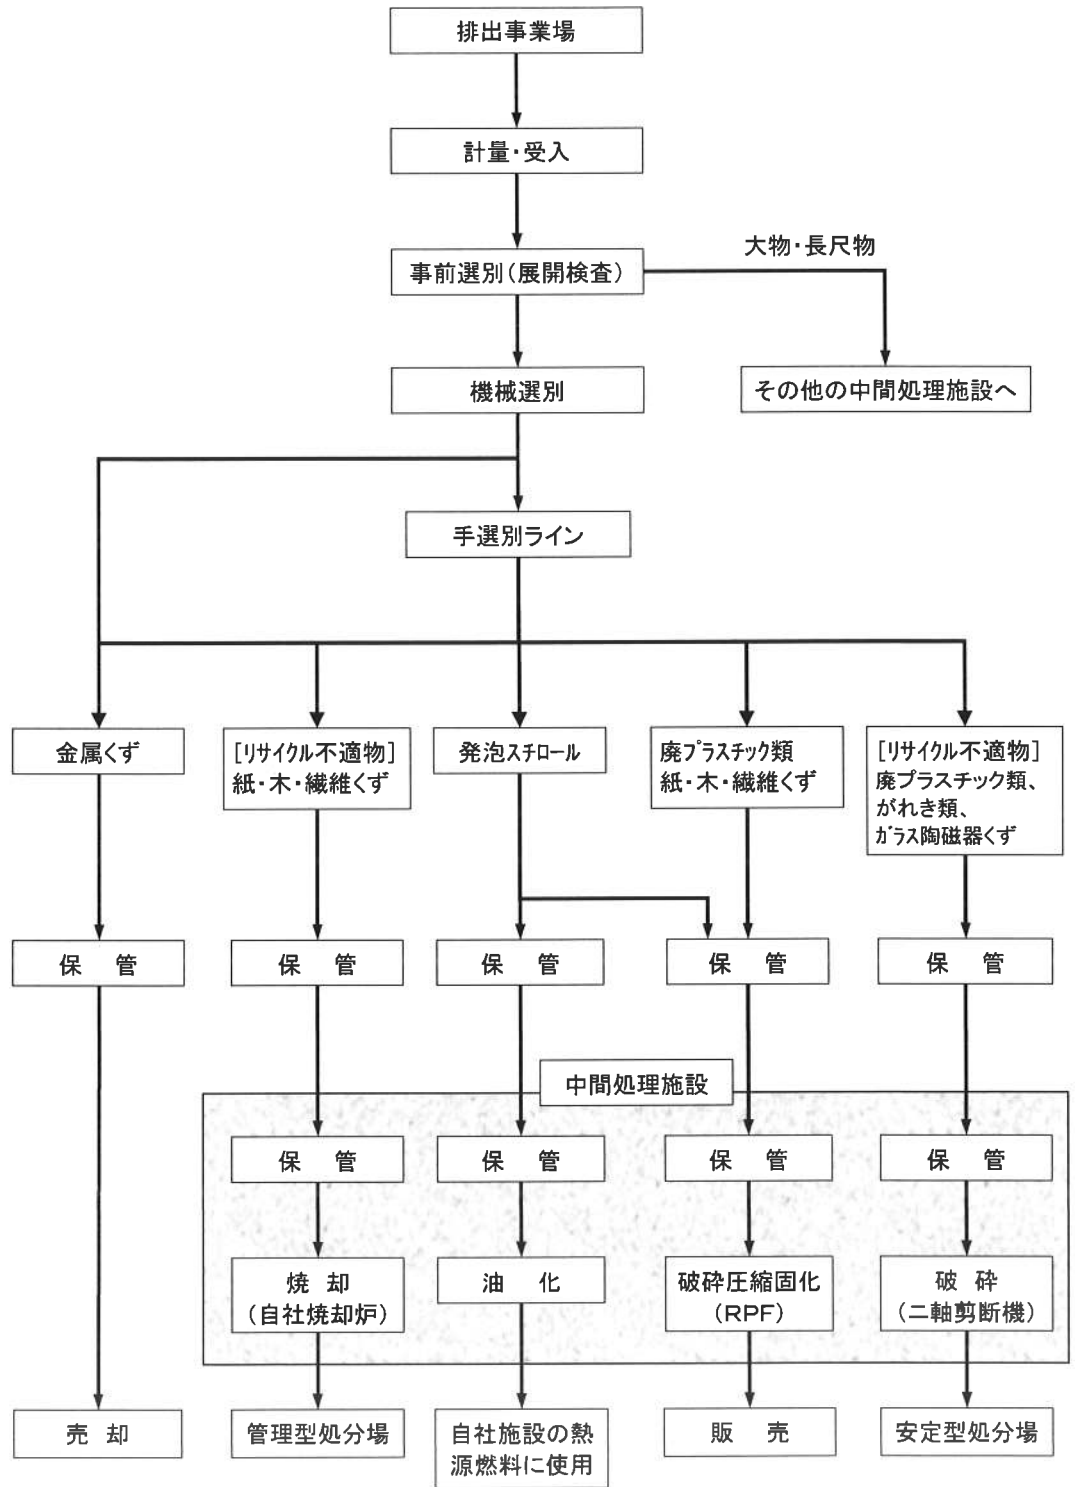 排出事業場
計量・受入
大物・長尺物
事前選別(展開検査)
機械選別
その他の中間処理施設へ
手選別ライン
金属くず
[リサイクル不適物]
紙・木・繊維くず
発泡スチロール
廃プラスチック類
紙・木・繊維くず
[リサイクル不適物]
廃プラスチック類、
がれき類、
ガラス陶磁器くず
保 管
保 管
保 管
保 管
保 管
中間処理施設
保 管
保 管
保 管
保 管
焼 却
(自社焼却炉)
油 化
破砕圧縮固化
(RPF)
破 砕
(二軸剪断機)
売 却
管理型処分場
自社施設の熱
源燃料に使用
販 売
安定型処分場